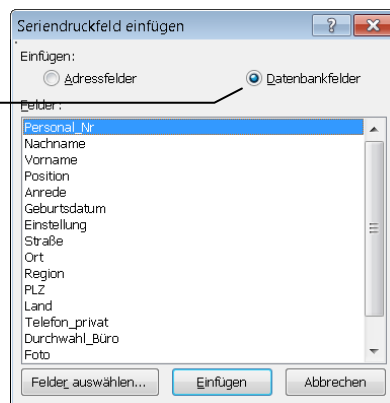 Seriendruckfeld einfügen
Einfügen:
Adressfelder Datenbankfelder
Felder:
Personal_Nr
Nachname
Vorname
Position
Anrede
Geburtsdatum
Einstellung
Straße
Ort
Region
PLZ
Land
Telefon_privat
Durchwahl_Büro
Foto
Felder auswählen... Einfügen Abbrechen